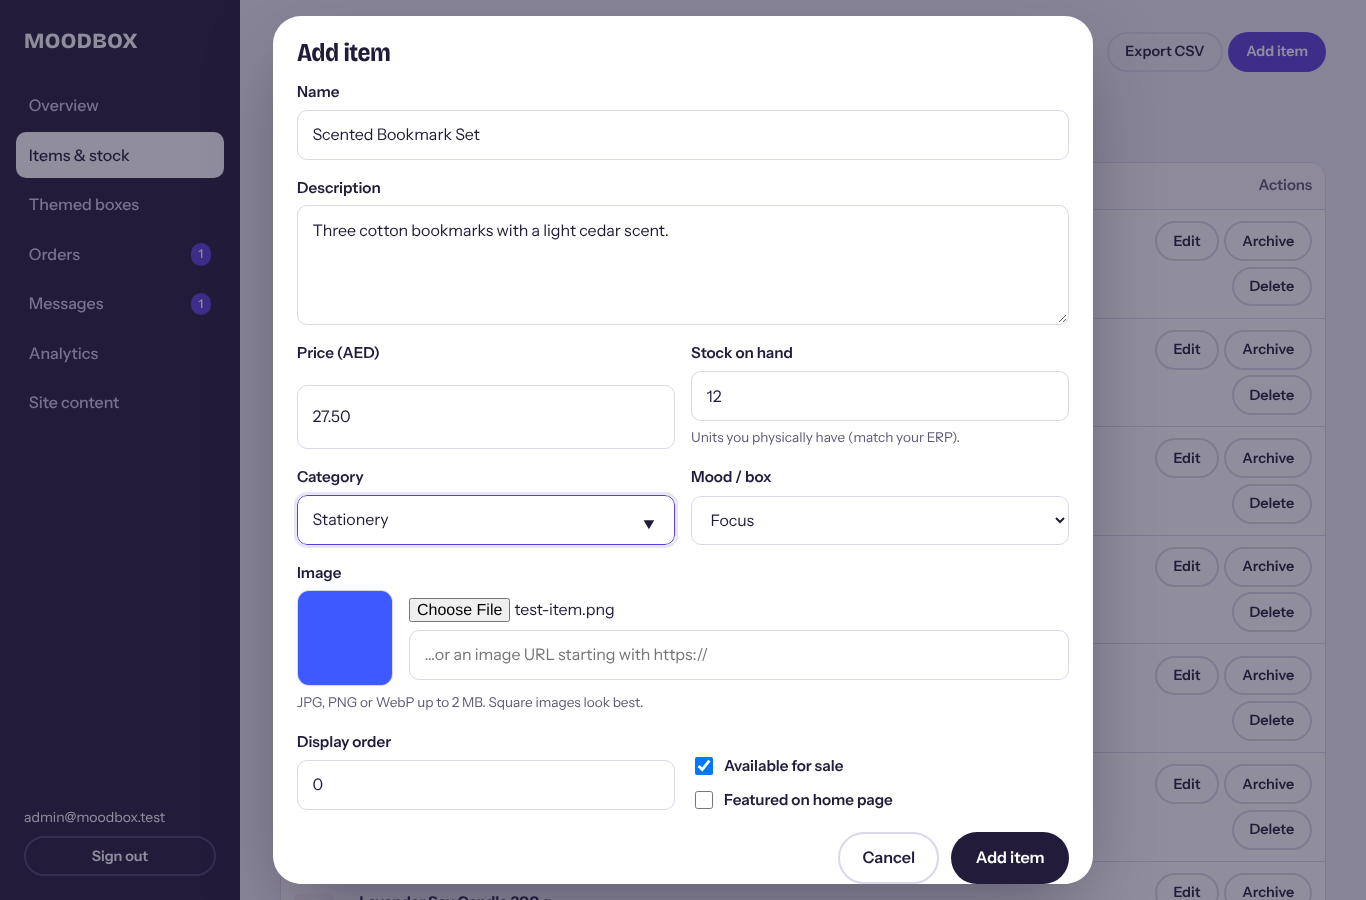 MOODBOX
Overview
Items & stock
Themed boxes
Orders 1
Messages 1
Analytics
Site content
admin@moodbox.test
Sign out
Export CSV
Add item
Actions
Edit Archive
Delete
Edit Archive
Delete
Edit Archive
Delete
Edit Archive
Delete
Edit Archive
Delete
Edit Archive
Delete
Edit Archive
Add item
Name
Scented Bookmark Set
Description
Three cotton bookmarks with a light cedar scent.
Price (AED)
27.50
Stock on hand
12
Units you physically have (match your ERP).
Category
Stationery
Mood / box
Focus
Image
Choose File test-item.png
...or an image URL starting with https://
JPG, PNG or WebP up to 2 MB. Square images look best.
Display order
0
Available for sale
Featured on home page
Cancel
Add item